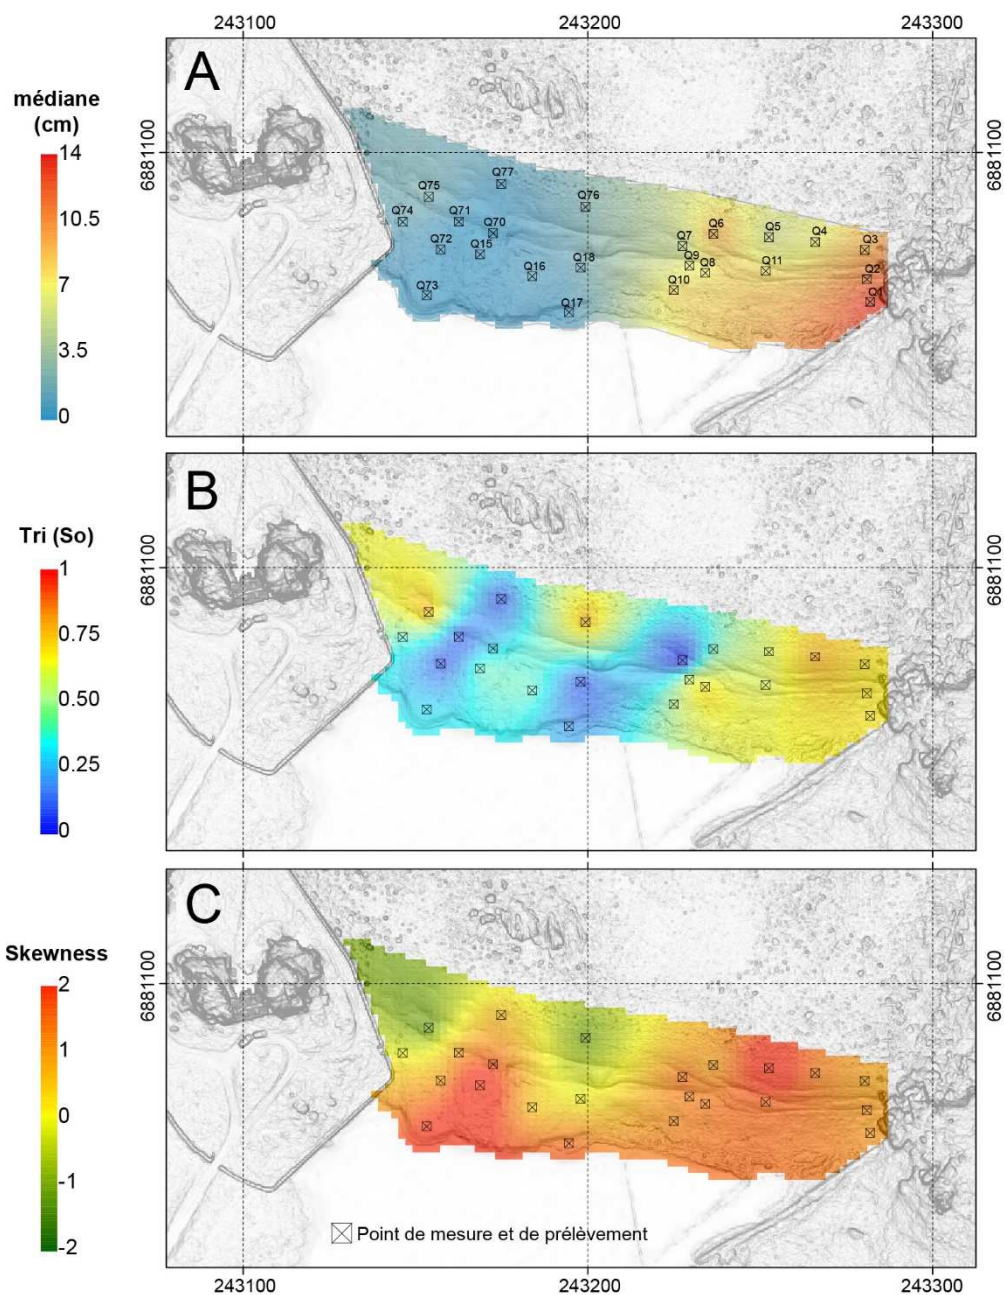 243100 243200 243300
A
médiane
(cm)
14
10.5
7
3.5
0
6881100
6881100
Q77
Q75
Q76
Q74
Q71
Q70
Q6
Q5
Q4
Q72
Q15
Q7
Q3
Q9
Q16
Q18
Q8
Q11
Q2
Q73
Q10
Q1
Q17
B
Tri (So)
1
0.75
0.50
0.25
0
6881100
6881100
C
Skewness
2
1
0
-1
-2
6881100
6881100
Point de mesure et de prélèvement
243100 243200 243300